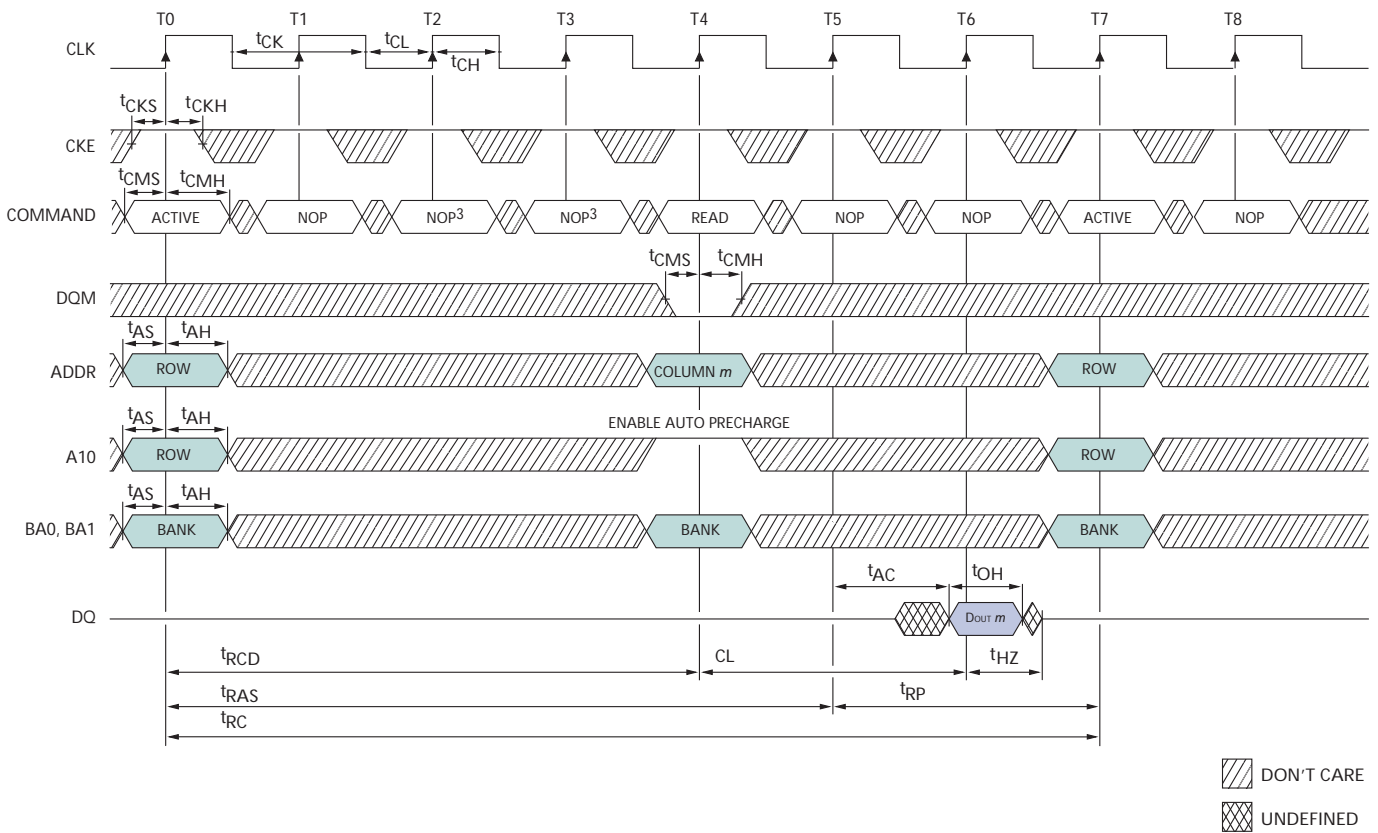 T0 T1 T2 T3 T4 T5 T6 T7 T8
CLK
tCK tCL tCH
tCKS tCKH
CKE
tCMS tCMH
COMMAND ACTIVE NOP NOP3 NOP3 READ NOP NOP ACTIVE NOP
tCMS tCMH
DQM
tAS tAH
ADDR ROW COLUMN m ROW
tAS tAH ENABLE AUTO PRECHARGE
A10 ROW ROW
tAS tAH
BA0, BA1 BANK BANK BANK
tAC tOH
DQ DOUT m
tRCD CL tHZ
tRAS tRP
tRC
DON'T CARE
UNDEFINED